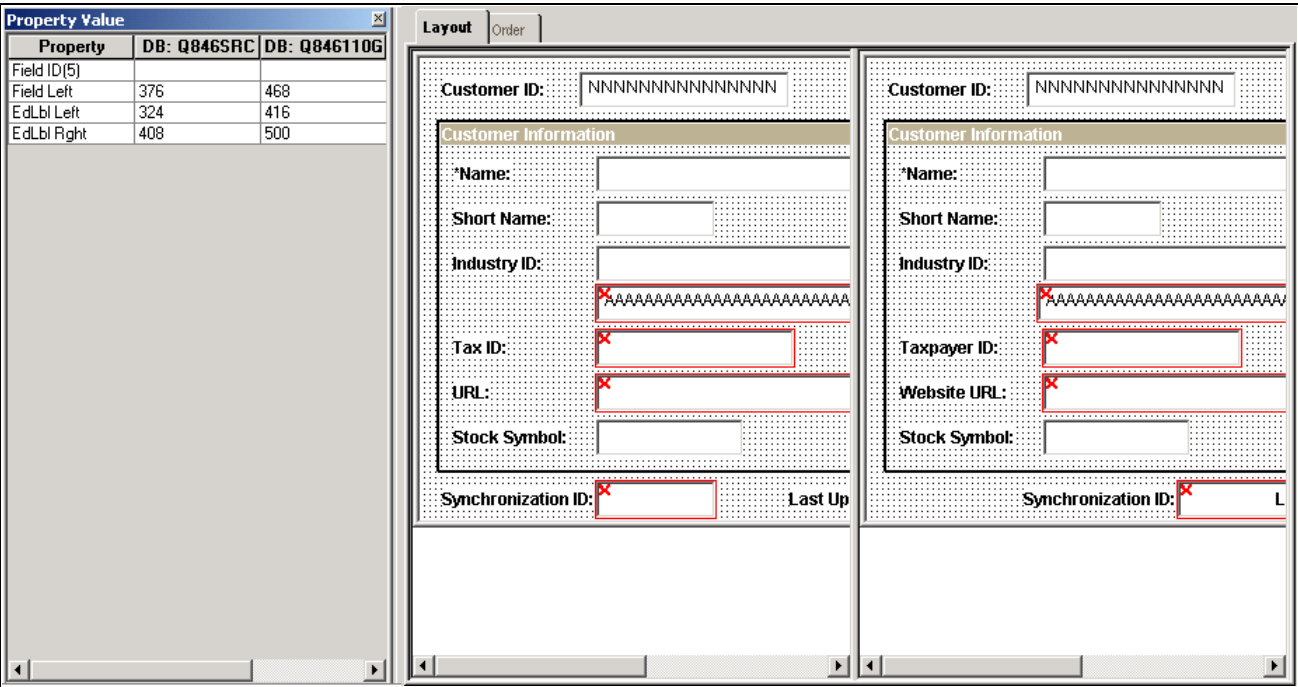 Property Value
Property DB: Q846SRC DB: Q846110G
Field ID(5)
Field Left 376 468
EdLbl Left 324 416
EdLbl Rght 408 500
Layout Order
Customer ID: NNNNNNNNNNNNNNN
Customer Information
*Name:
Short Name:
Industry ID:
AAAAAAAAAAAAAAAAAAAAAAA
Tax ID:
URL:
Stock Symbol:
Synchronization ID: Last Up
Customer ID: NNNNNNNNNNNNNNN
Customer Information
*Name:
Short Name:
Industry ID:
AAAAAAAAAAAAAAAAAAAAAAA
Taxpayer ID:
Website URL:
Stock Symbol:
Synchronization ID: L